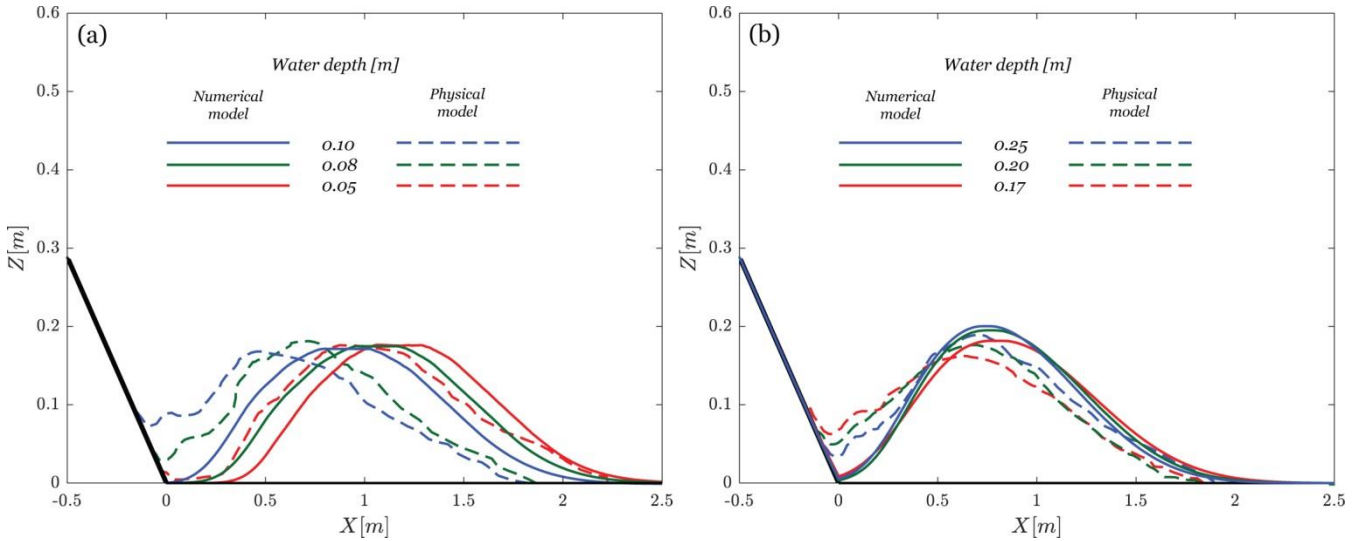 (a)
Water depth [m]
Numerical model
Physical model
0.10
0.08
0.05
0.6
0.5
0.4
0.3
0.2
0.1
0
Z[m]
-0.5 0 0.5 1 1.5 2 2.5
X[m]
(b)
Water depth [m]
Numerical model
Physical model
0.25
0.20
0.17
0.6
0.5
0.4
0.3
0.2
0.1
0
Z[m]
-0.5 0 0.5 1 1.5 2 2.5
X[m]